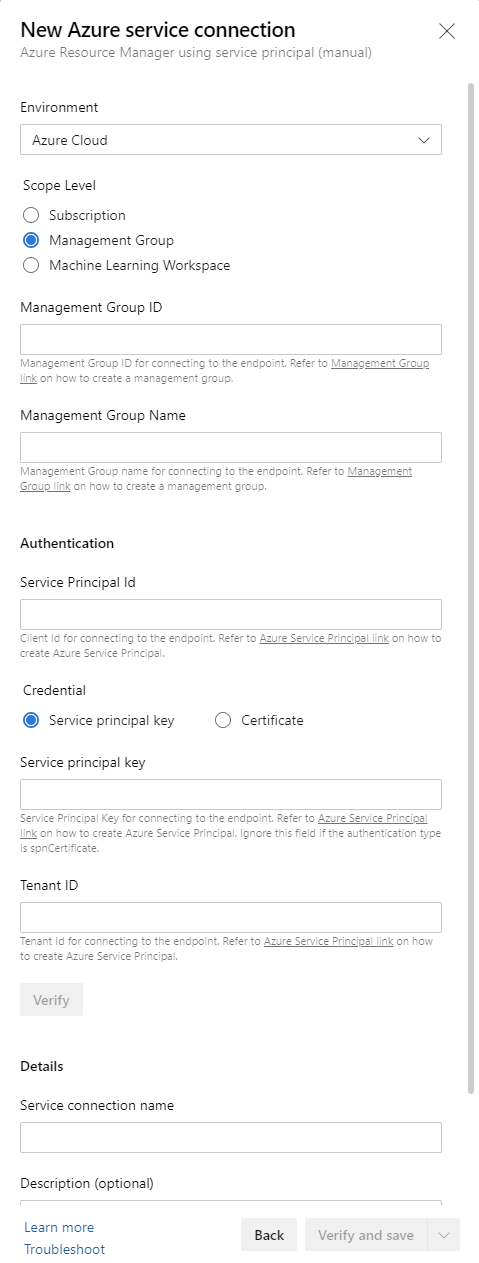 New Azure service connection
Azure Resource Manager using service principal (manual)
Environment
Azure Cloud
Scope Level
Subscription
Management Group
Machine Learning Workspace
Management Group ID
Management Group ID for connecting to the endpoint. Refer to Management Group
link on how to create a management group.
Management Group Name
Management Group name for connecting to the endpoint. Refer to Management
Group link on how to create a management group.
Authentication
Service Principal Id
Client Id for connecting to the endpoint. Refer to Azure Service Principal link on how to
create Azure Service Principal.
Credential
Service principal key Certificate
Service principal key
Service Principal Key for connecting to the endpoint. Refer to Azure Service Principal
link on how to create Azure Service Principal. Ignore this field if the authentication type
is spnCertificate.
Tenant ID
Tenant Id for connecting to the endpoint. Refer to Azure Service Principal link on how
to create Azure Service Principal.
Verify
Details
Service connection name
Description (optional)
Learn more
Troubleshoot
Back Verify and save